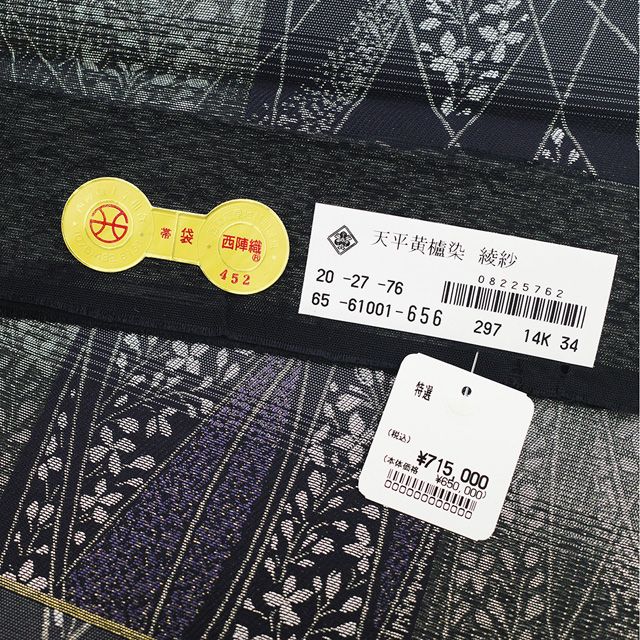 帯 袋
西陣織®
452
天平黄櫨染 綾紗
20 -27 -76
08225762
65 -61001-656
297 14K 34
特選
(税込)
¥715,000
(本体価格 ¥650,000)
0000000000000